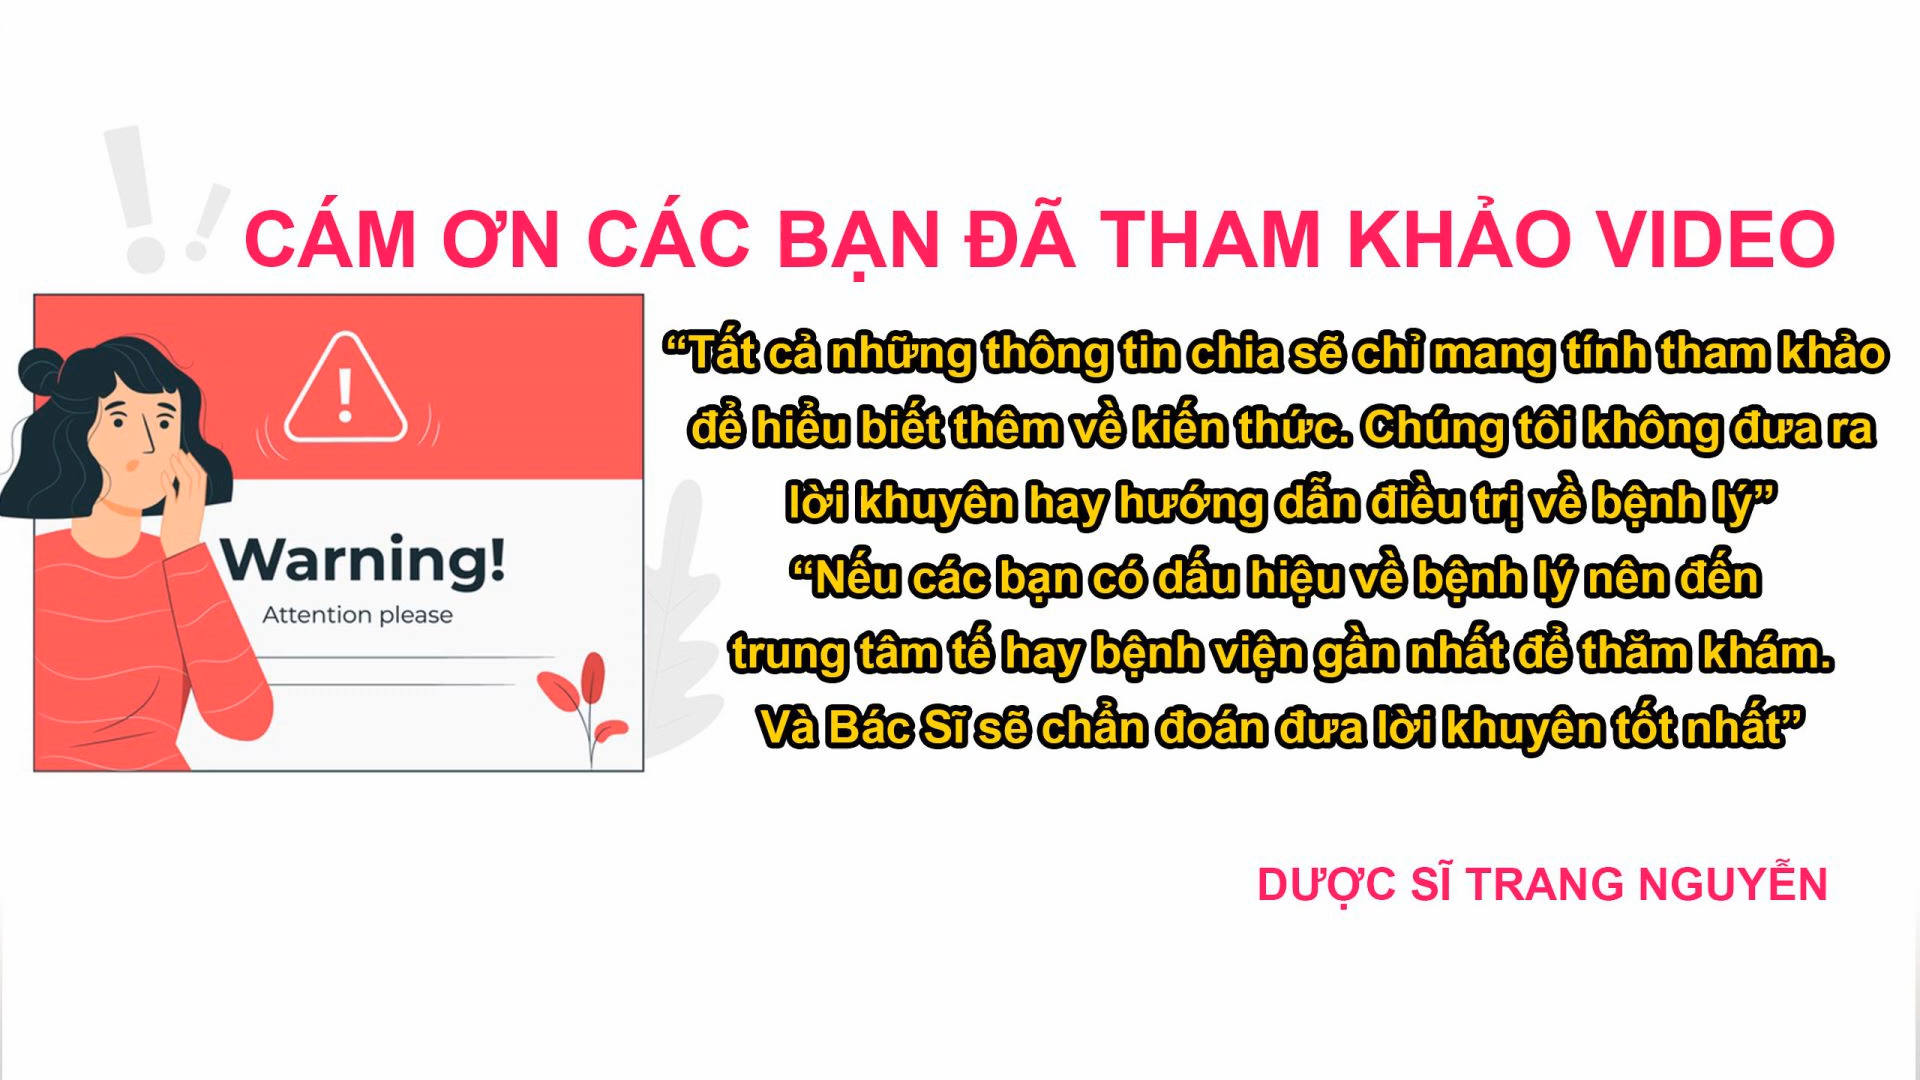 CÁM ƠN CÁC BẠN ĐÃ THAM KHẢO VIDEO
“Tất cả những thông tin chia sẽ chỉ mang tính tham khảo
để hiểu biết thêm về kiến thức. Chúng tôi không đưa ra
lời khuyên hay hướng dẫn điều trị về bệnh lý”
“Nếu các bạn có dấu hiệu về bệnh lý nên đến
trung tâm tế hay bệnh viện gần nhất để thăm khám.
Và Bác Sĩ sẽ chẩn đoán đưa lời khuyên tốt nhất”
Warning!
Attention please
DƯỢC SĨ TRANG NGUYỄN